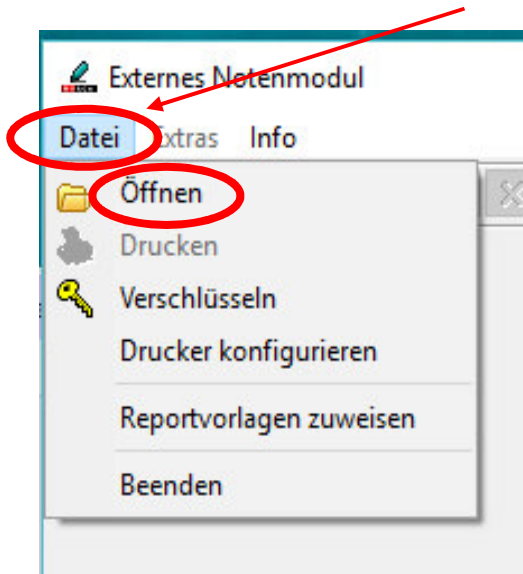 Externes Notenmodul
Datei Extras Info
Öffnen
Drucken
Verschlüsseln
Drucker konfigurieren
Reportvorlagen zuweisen
Beenden